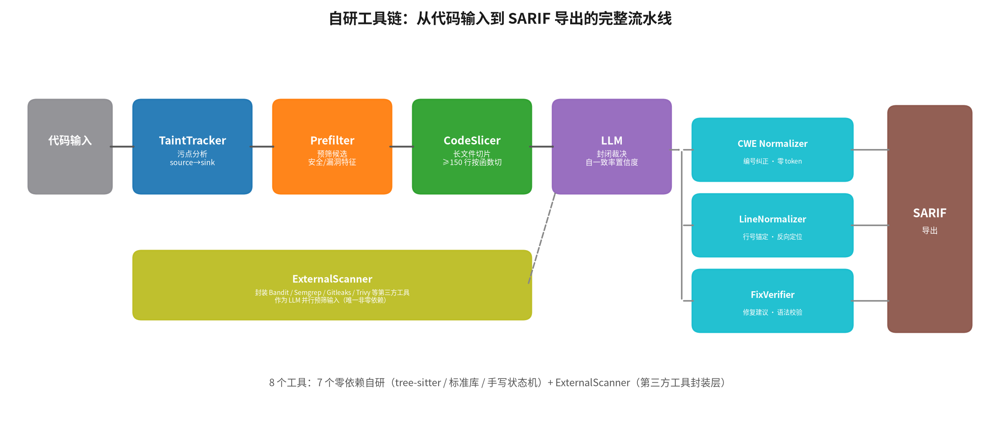 自研工具链：从代码输入到 SARIF 导出的完整流水线
代码输入
TaintTracker
污点分析
source→sink
Prefilter
预筛候选
安全/漏洞特征
CodeSlicer
长文件切片
≥150 行按函数切
LLM
封闭裁决
自一致率置信度
CWE Normalizer
编号纠正 · 零 token
LineNormalizer
行号锚定 · 反向定位
FixVerifier
修复建议 · 语法校验
SARIF
导出
ExternalScanner
封装 Bandit / Semgrep / Gitleaks / Trivy 等第三方工具
作为 LLM 并行预筛输入（唯一非零依赖）
8 个工具：7 个零依赖自研（tree-sitter / 标准库 / 手写状态机）+ ExternalScanner（第三方工具封装层）